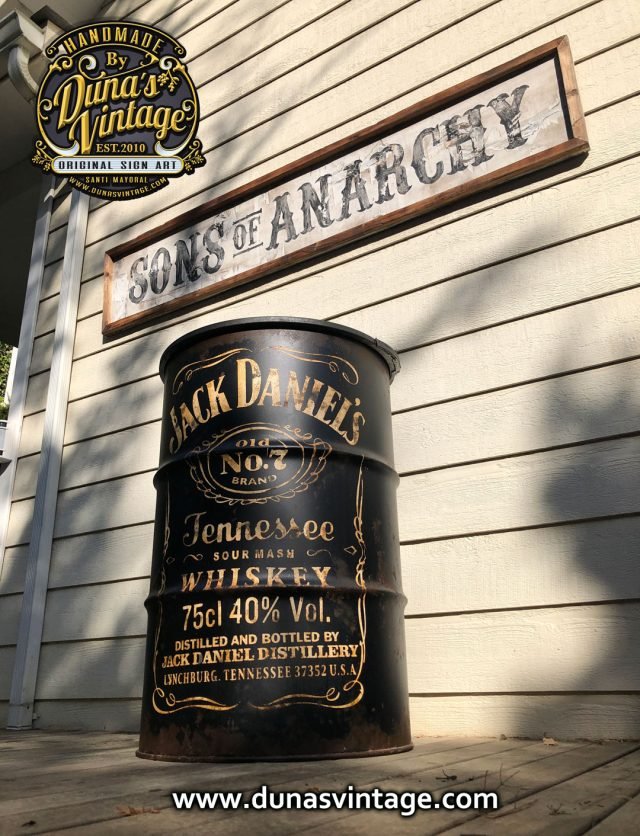 HANDMADE
By
Duna's
Vintage
EST.2010
ORIGINAL SIGN ART
SANTI MAYORAL
WWW.DUNASVINTAGE.COM
SONS OF ANARCHY
JACK DANIEL'S
Old
No.7
BRAND
Tennessee
SOUR MASH
WHISKEY
75cl 40% Vol.
DISTILLED AND BOTTLED BY
JACK DANIEL DISTILLERY
LYNCHBURG. TENNESSEE 37352 U.S.A
www.dunasvintage.com